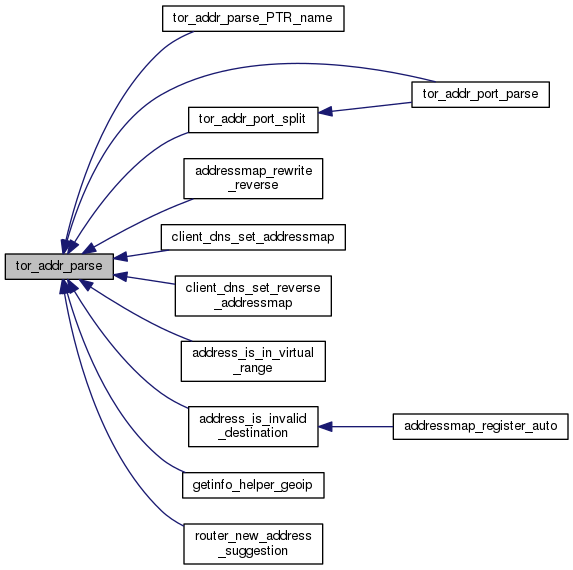 tor_addr_parse_PTR_name
tor_addr_port_parse
tor_addr_port_split
addressmap_rewrite
_reverse
client_dns_set_addressmap
tor_addr_parse
client_dns_set_reverse
_addressmap
address_is_in_virtual
_range
address_is_invalid
_destination
addressmap_register_auto
getinfo_helper_geoip
router_new_address
_suggestion